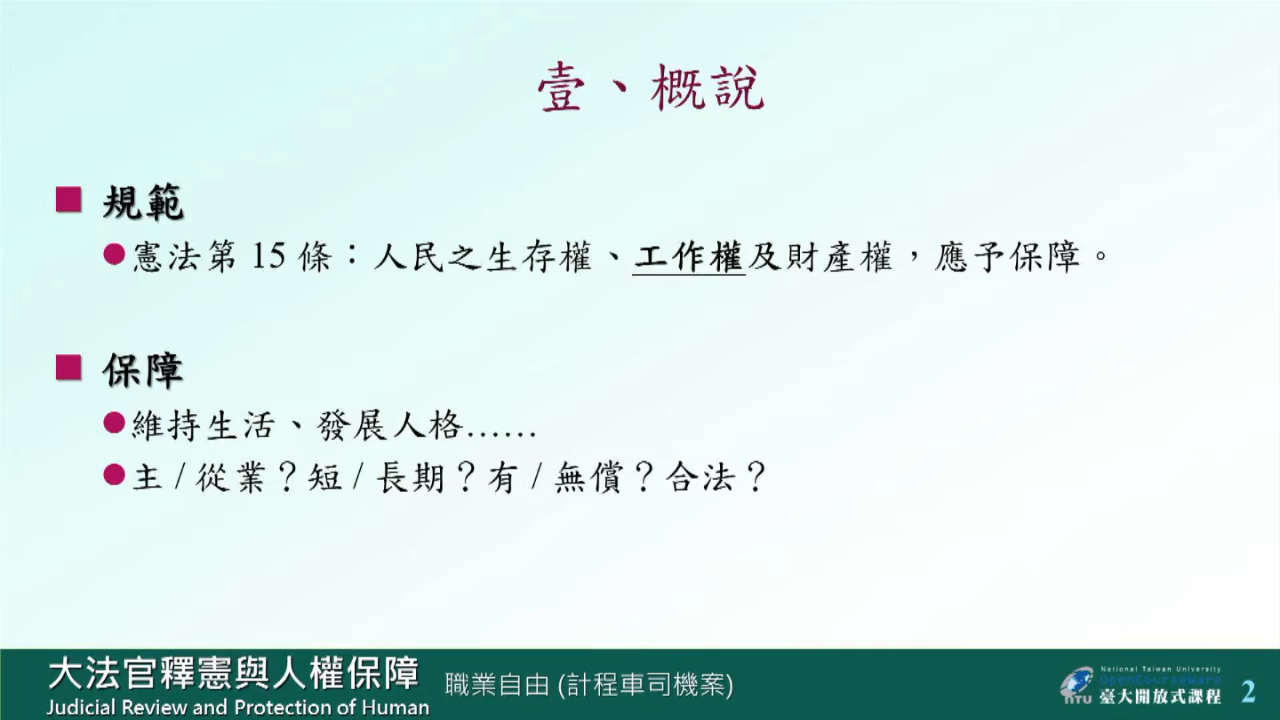 壹、概說
規範
憲法第 15 條：人民之生存權、工作權及財產權，應予保障。
保障
維持生活、發展人格……
主 / 從業？短 / 長期？有 / 無償？合法？
大法官釋憲與人權保障
Judicial Review and Protection of Human
職業自由 (計程車司機案)
National Taiwan University
OpenCourseWare
NTU 臺大開放式課程
2